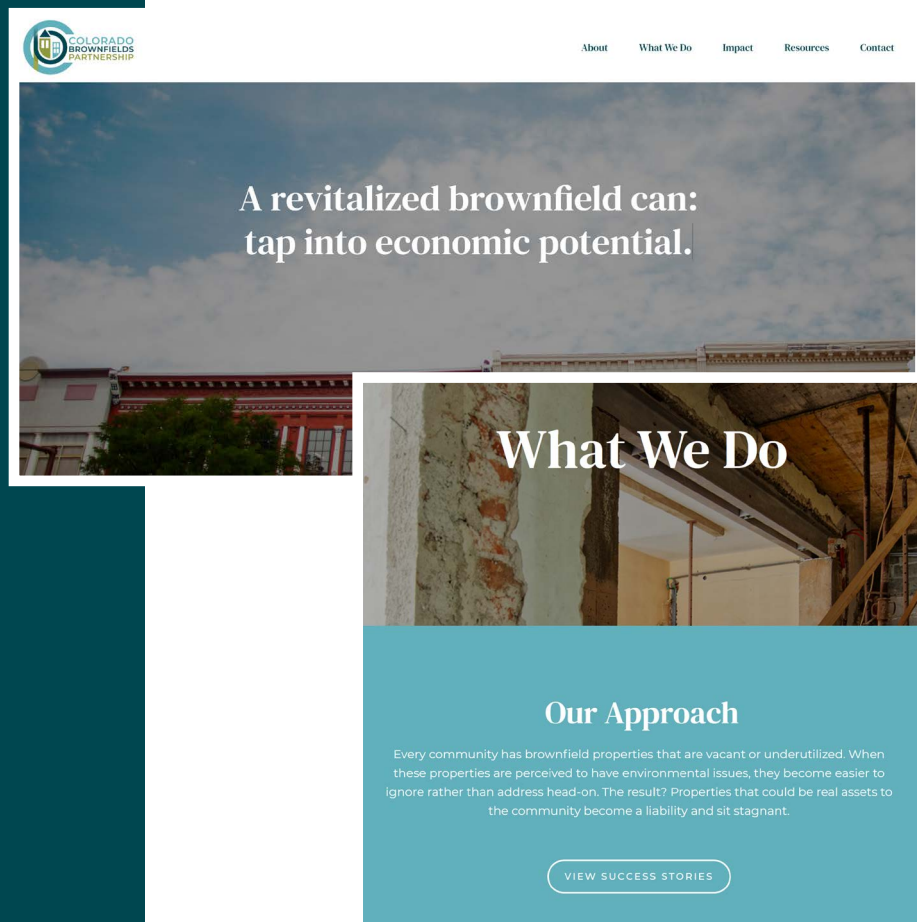 COLORADO
BROWNFIELDS
PARTNERSHIP
About What We Do Impact Resources Contact
A revitalized brownfield can:
tap into economic potential.
What We Do
Our Approach
Every community has brownfield properties that are vacant or underutilized. When
these properties are perceived to have environmental issues, they become easier to
ignore rather than address head-on. The result? Properties that could be real assets to
the community become a liability and sit stagnant.
VIEW SUCCESS STORIES